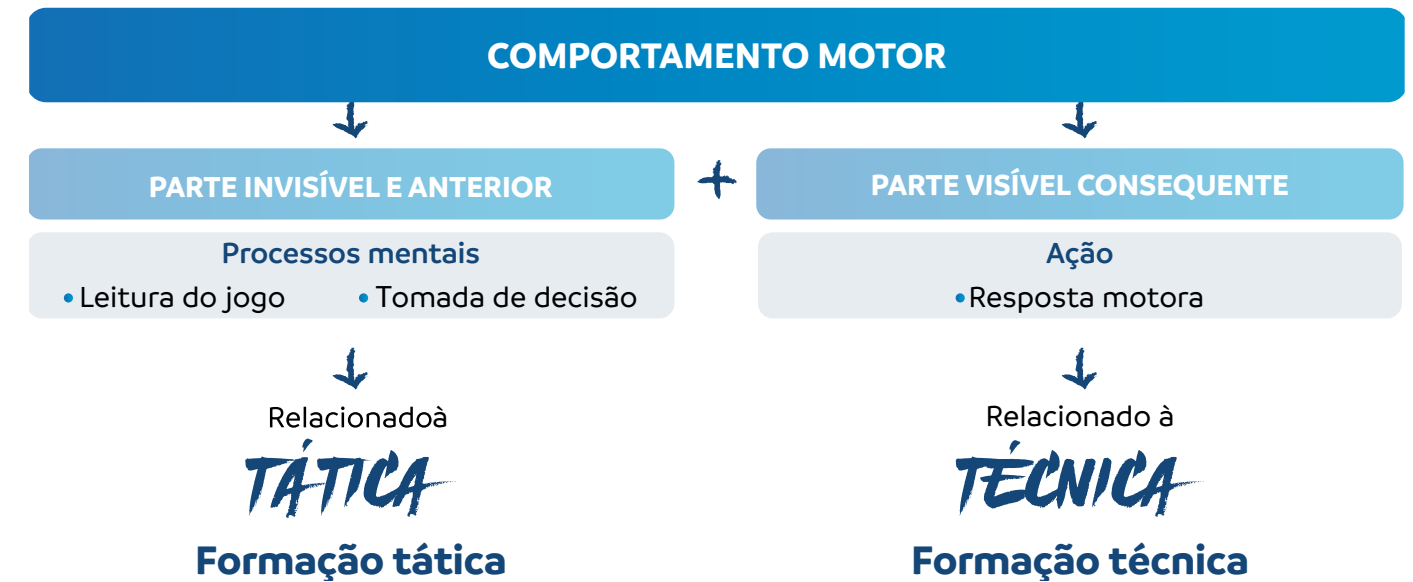 COMPORTAMENTO MOTOR
PARTE INVISÍVEL E ANTERIOR
+
PARTE VISÍVEL CONSEQUENTE
Processos mentais
• Leitura do jogo • Tomada de decisão
Ação
•Resposta motora
Relacionadoà
TÁTICA
Formação tática
Relacionado à
TÉCNICA
Formação técnica